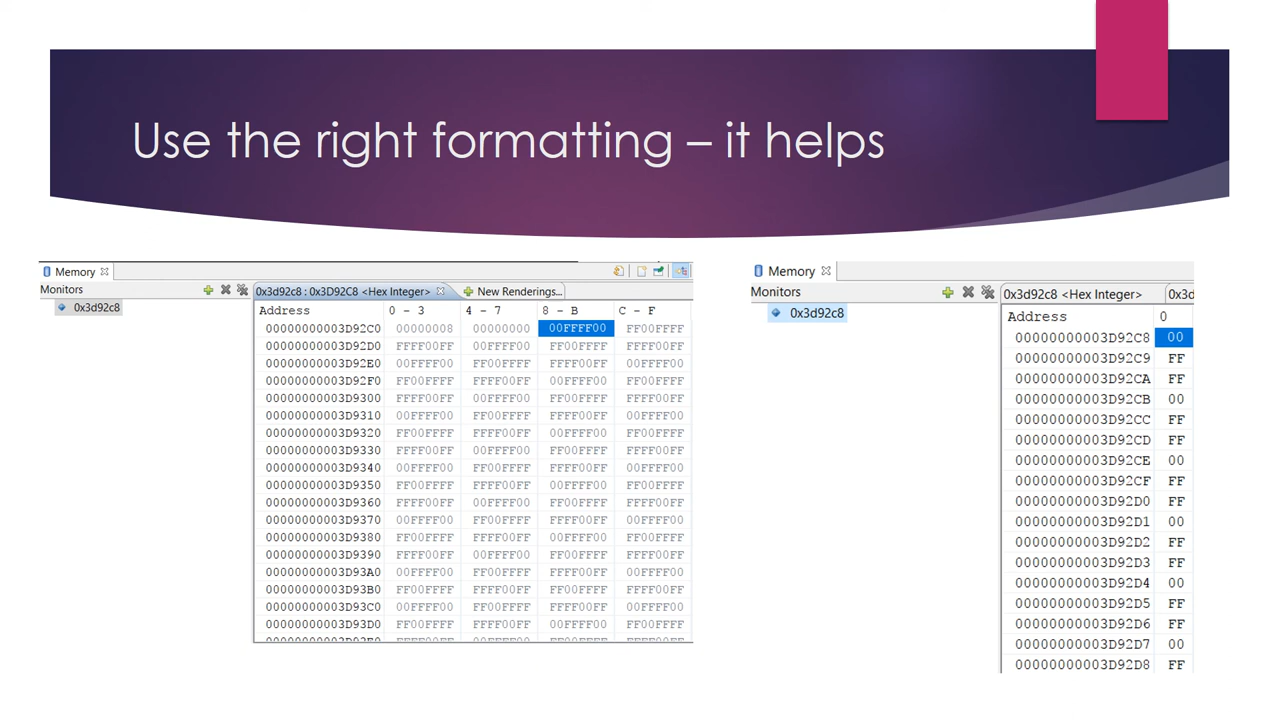 Use the right formatting – it helps
Memory
Monitors
0x3d92c8
0x3d92c8 : 0x3D92C8 <Hex Integer>
New Renderings...
Address 0 - 3 4 - 7 8 - B C - F
00000000003D92C0 00000008 00000000 00FFFF00 FF00FFFF
00000000003D92D0 FFFF00FF 00FFFF00 FF00FFFF FFFF00FF
00000000003D92E0 00FFFF00 FF00FFFF FFFF00FF 00FFFF00
00000000003D92F0 FF00FFFF FFFF00FF 00FFFF00 FF00FFFF
00000000003D9300 FFFF00FF 00FFFF00 FF00FFFF FFFF00FF
00000000003D9310 00FFFF00 FF00FFFF FFFF00FF 00FFFF00
00000000003D9320 FF00FFFF FFFF00FF 00FFFF00 FF00FFFF
00000000003D9330 FFFF00FF 00FFFF00 FF00FFFF FFFF00FF
00000000003D9340 00FFFF00 FF00FFFF FFFF00FF 00FFFF00
00000000003D9350 FF00FFFF FFFF00FF 00FFFF00 FF00FFFF
00000000003D9360 FFFF00FF 00FFFF00 FF00FFFF FFFF00FF
00000000003D9370 00FFFF00 FF00FFFF FFFF00FF 00FFFF00
00000000003D9380 FF00FFFF FFFF00FF 00FFFF00 FF00FFFF
00000000003D9390 FFFF00FF 00FFFF00 FF00FFFF FFFF00FF
00000000003D93A0 00FFFF00 FF00FFFF FFFF00FF 00FFFF00
00000000003D93B0 FF00FFFF FFFF00FF 00FFFF00 FF00FFFF
00000000003D93C0 00FFFF00 FF00FFFF FFFF00FF 00FFFF00
00000000003D93D0 FF00FFFF FFFF00FF 00FFFF00 FF00FFFF
00000000003D93E0 FFFF00FF 00FFFF00 FF00FFFF FFFF00FF
Memory
Monitors
0x3d92c8
0x3d92c8 <Hex Integer>
0x3d
Address 0
00000000003D92C8 00
00000000003D92C9 FF
00000000003D92CA FF
00000000003D92CB 00
00000000003D92CC FF
00000000003D92CD FF
00000000003D92CE 00
00000000003D92CF FF
00000000003D92D0 FF
00000000003D92D1 00
00000000003D92D2 FF
00000000003D92D3 FF
00000000003D92D4 00
00000000003D92D5 FF
00000000003D92D6 FF
00000000003D92D7 00
00000000003D92D8 FF